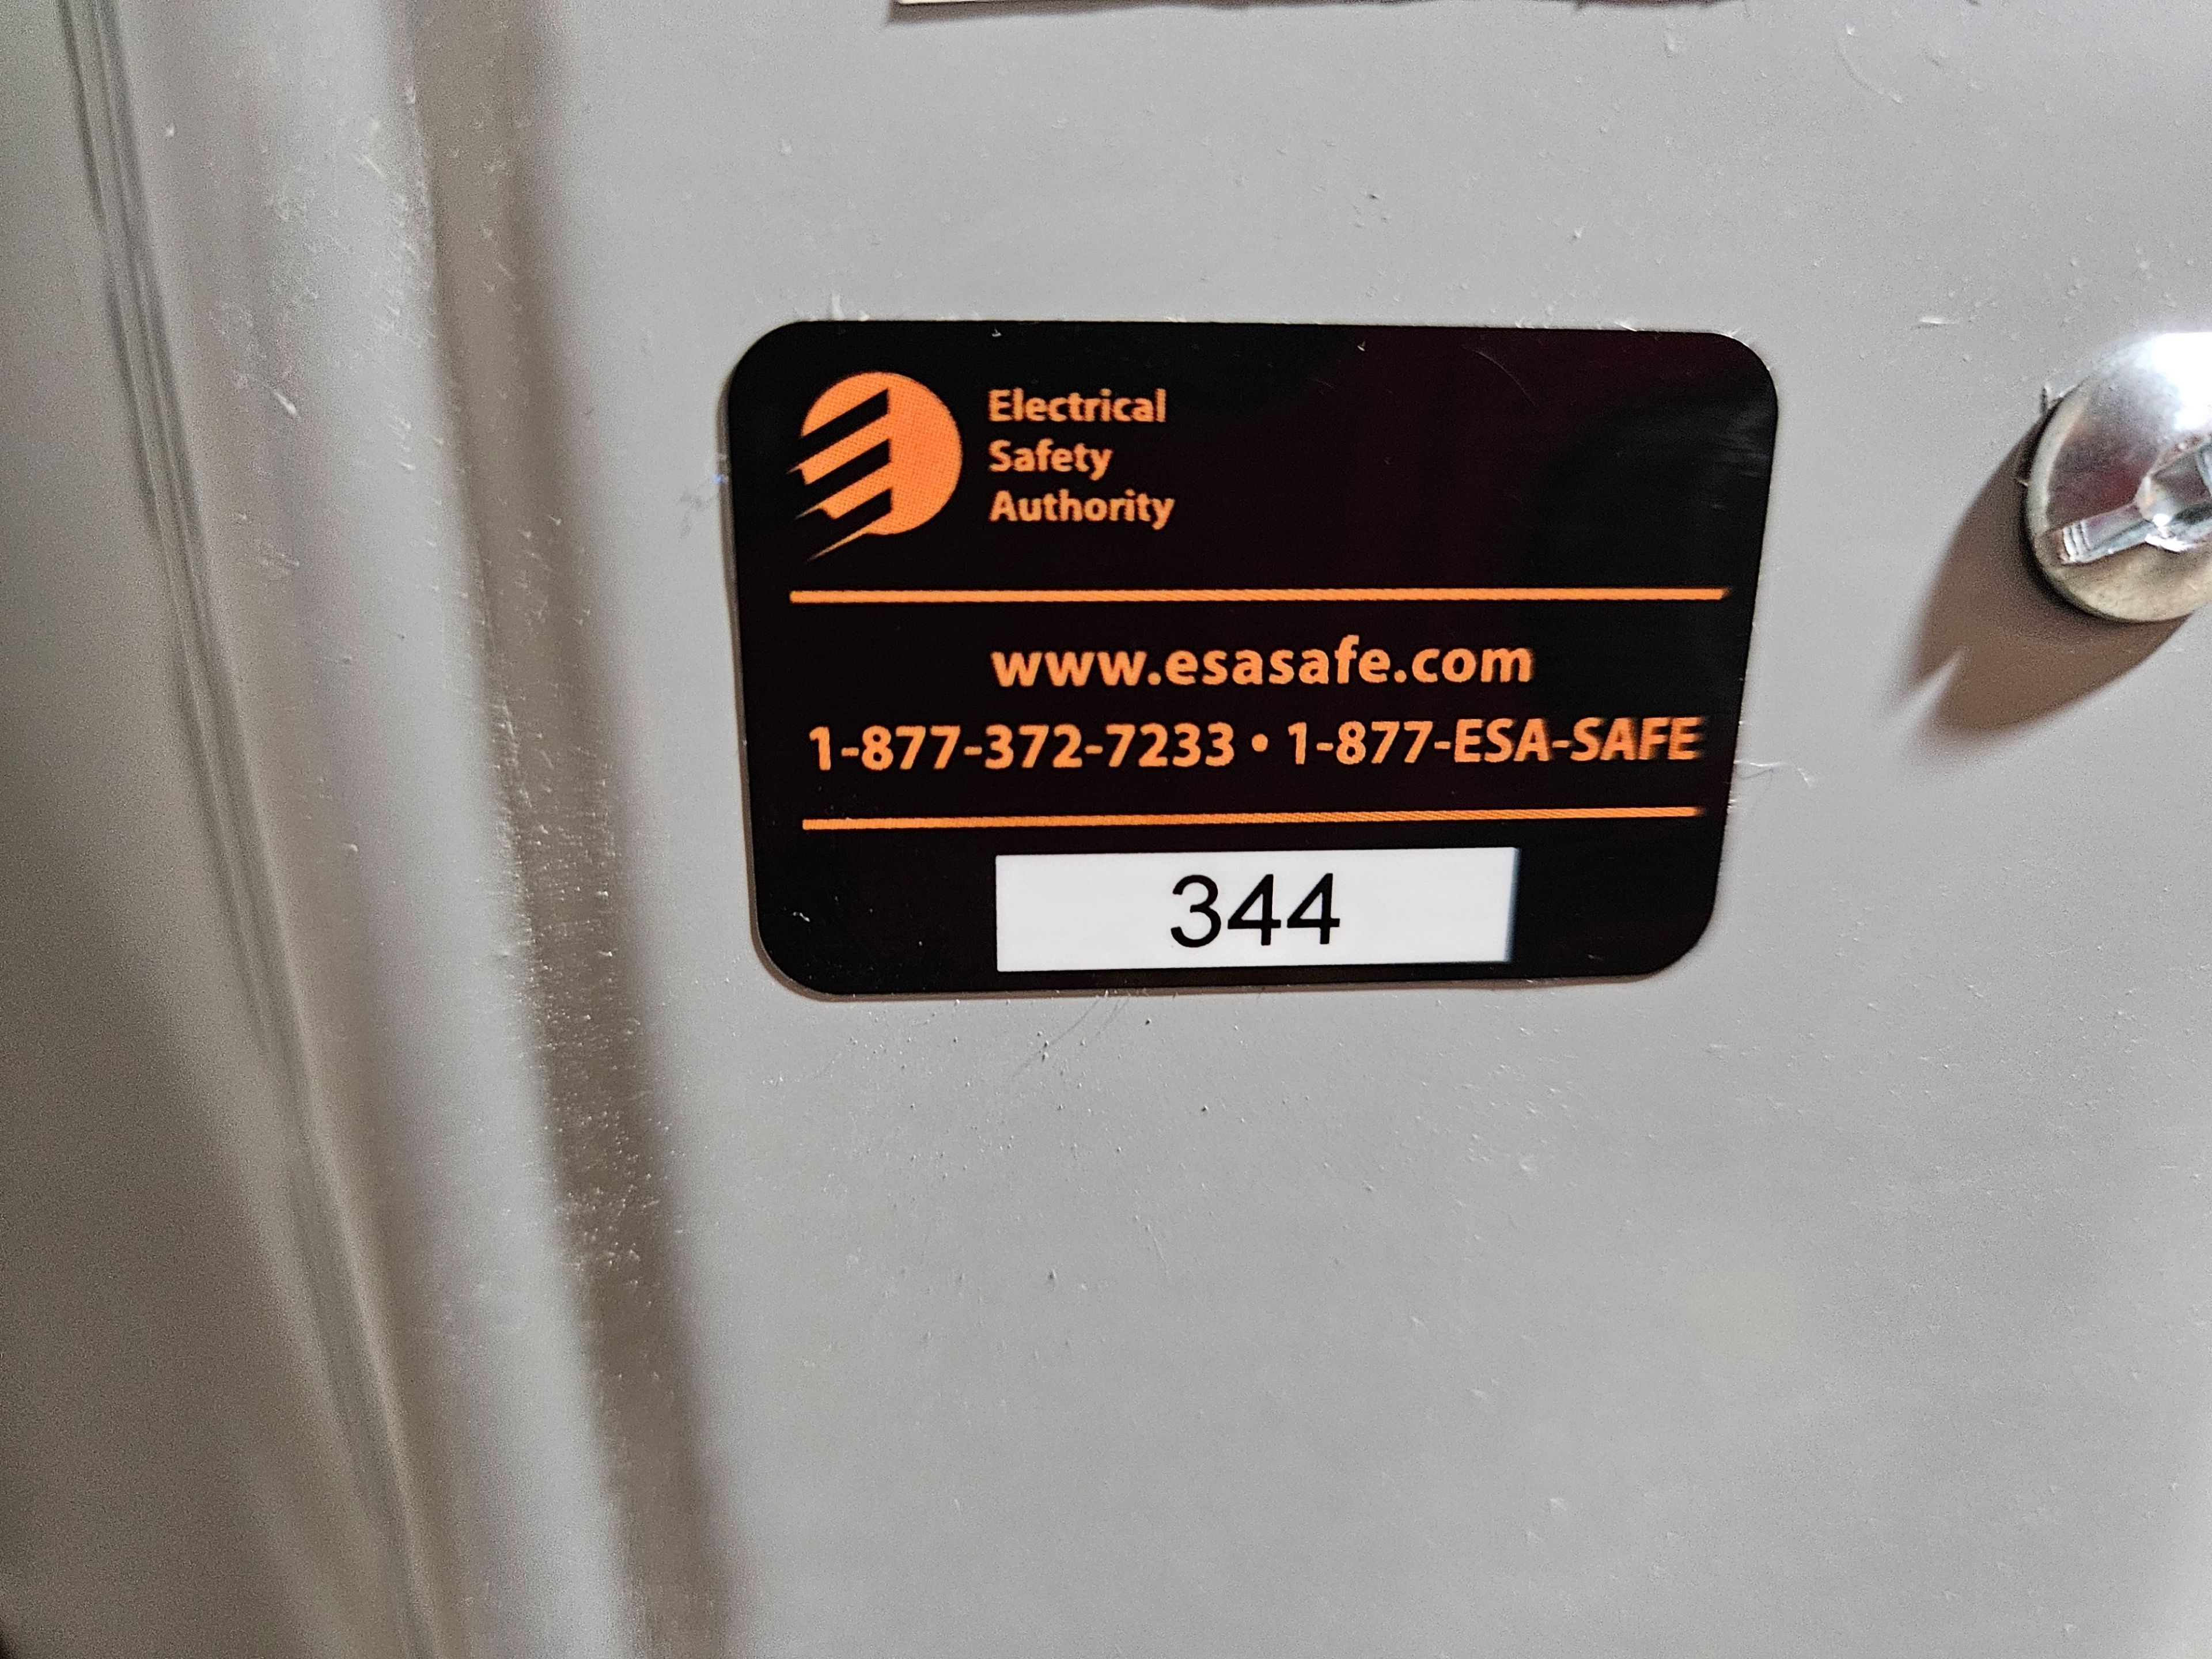 Electrical
Safety
Authority
www.esasafe.com
1-877-372-7233 • 1-877-ESA-SAFE
344